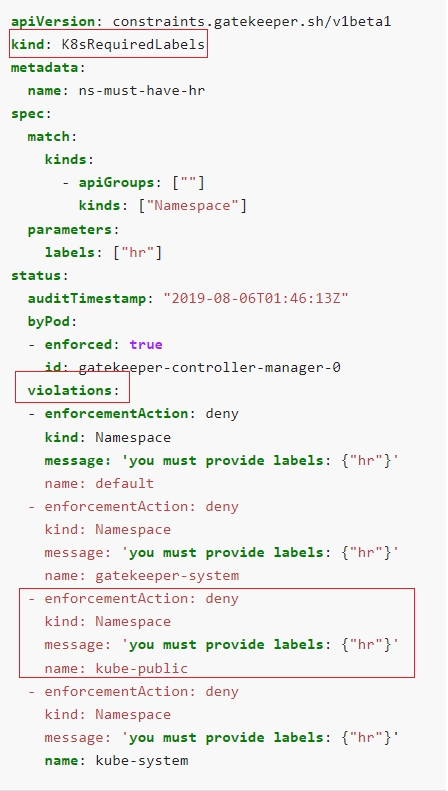 apiVersion: constraints.gatekeeper.sh/v1beta1
kind: K8sRequiredLabels
metadata:
  name: ns-must-have-hr
spec:
  match:
    kinds:
      - apiGroups: [""]
        kinds: ["Namespace"]
  parameters:
    labels: ["hr"]
status:
  auditTimestamp: "2019-08-06T01:46:13Z"
  byPod:
  - enforced: true
    id: gatekeeper-controller-manager-0
  violations:
  - enforcementAction: deny
    kind: Namespace
    message: 'you must provide labels: {"hr"}'
    name: default
  - enforcementAction: deny
    kind: Namespace
    message: 'you must provide labels: {"hr"}'
    name: gatekeeper-system
  - enforcementAction: deny
    kind: Namespace
    message: 'you must provide labels: {"hr"}'
    name: kube-public
  - enforcementAction: deny
    kind: Namespace
    message: 'you must provide labels: {"hr"}'
    name: kube-system